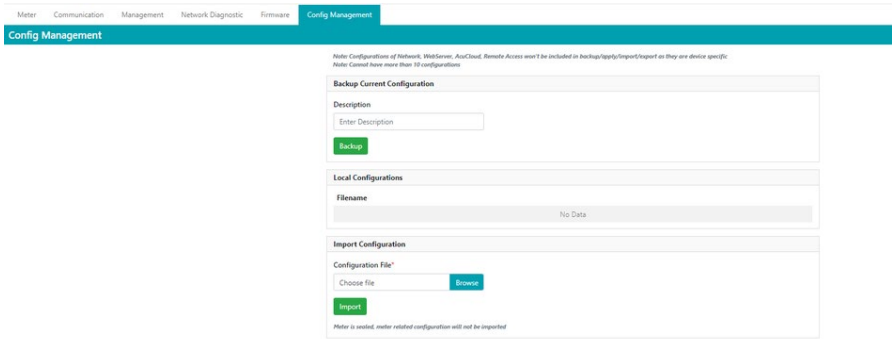 Meter Communication Management Network Diagnostic Firmware Config Management
Config Management
Note: Configurations of Network, WebServer, AcuCloud, Remote Access won't be included in backup/apply/import/export as they are device specific
Note: Cannot have more than 10 configurations
Backup Current Configuration
Description
Enter Description
Backup
Local Configurations
Filename
No Data
Import Configuration
Configuration File*
Choose file Browse
Import
Meter is sealed, meter related configuration will not be imported